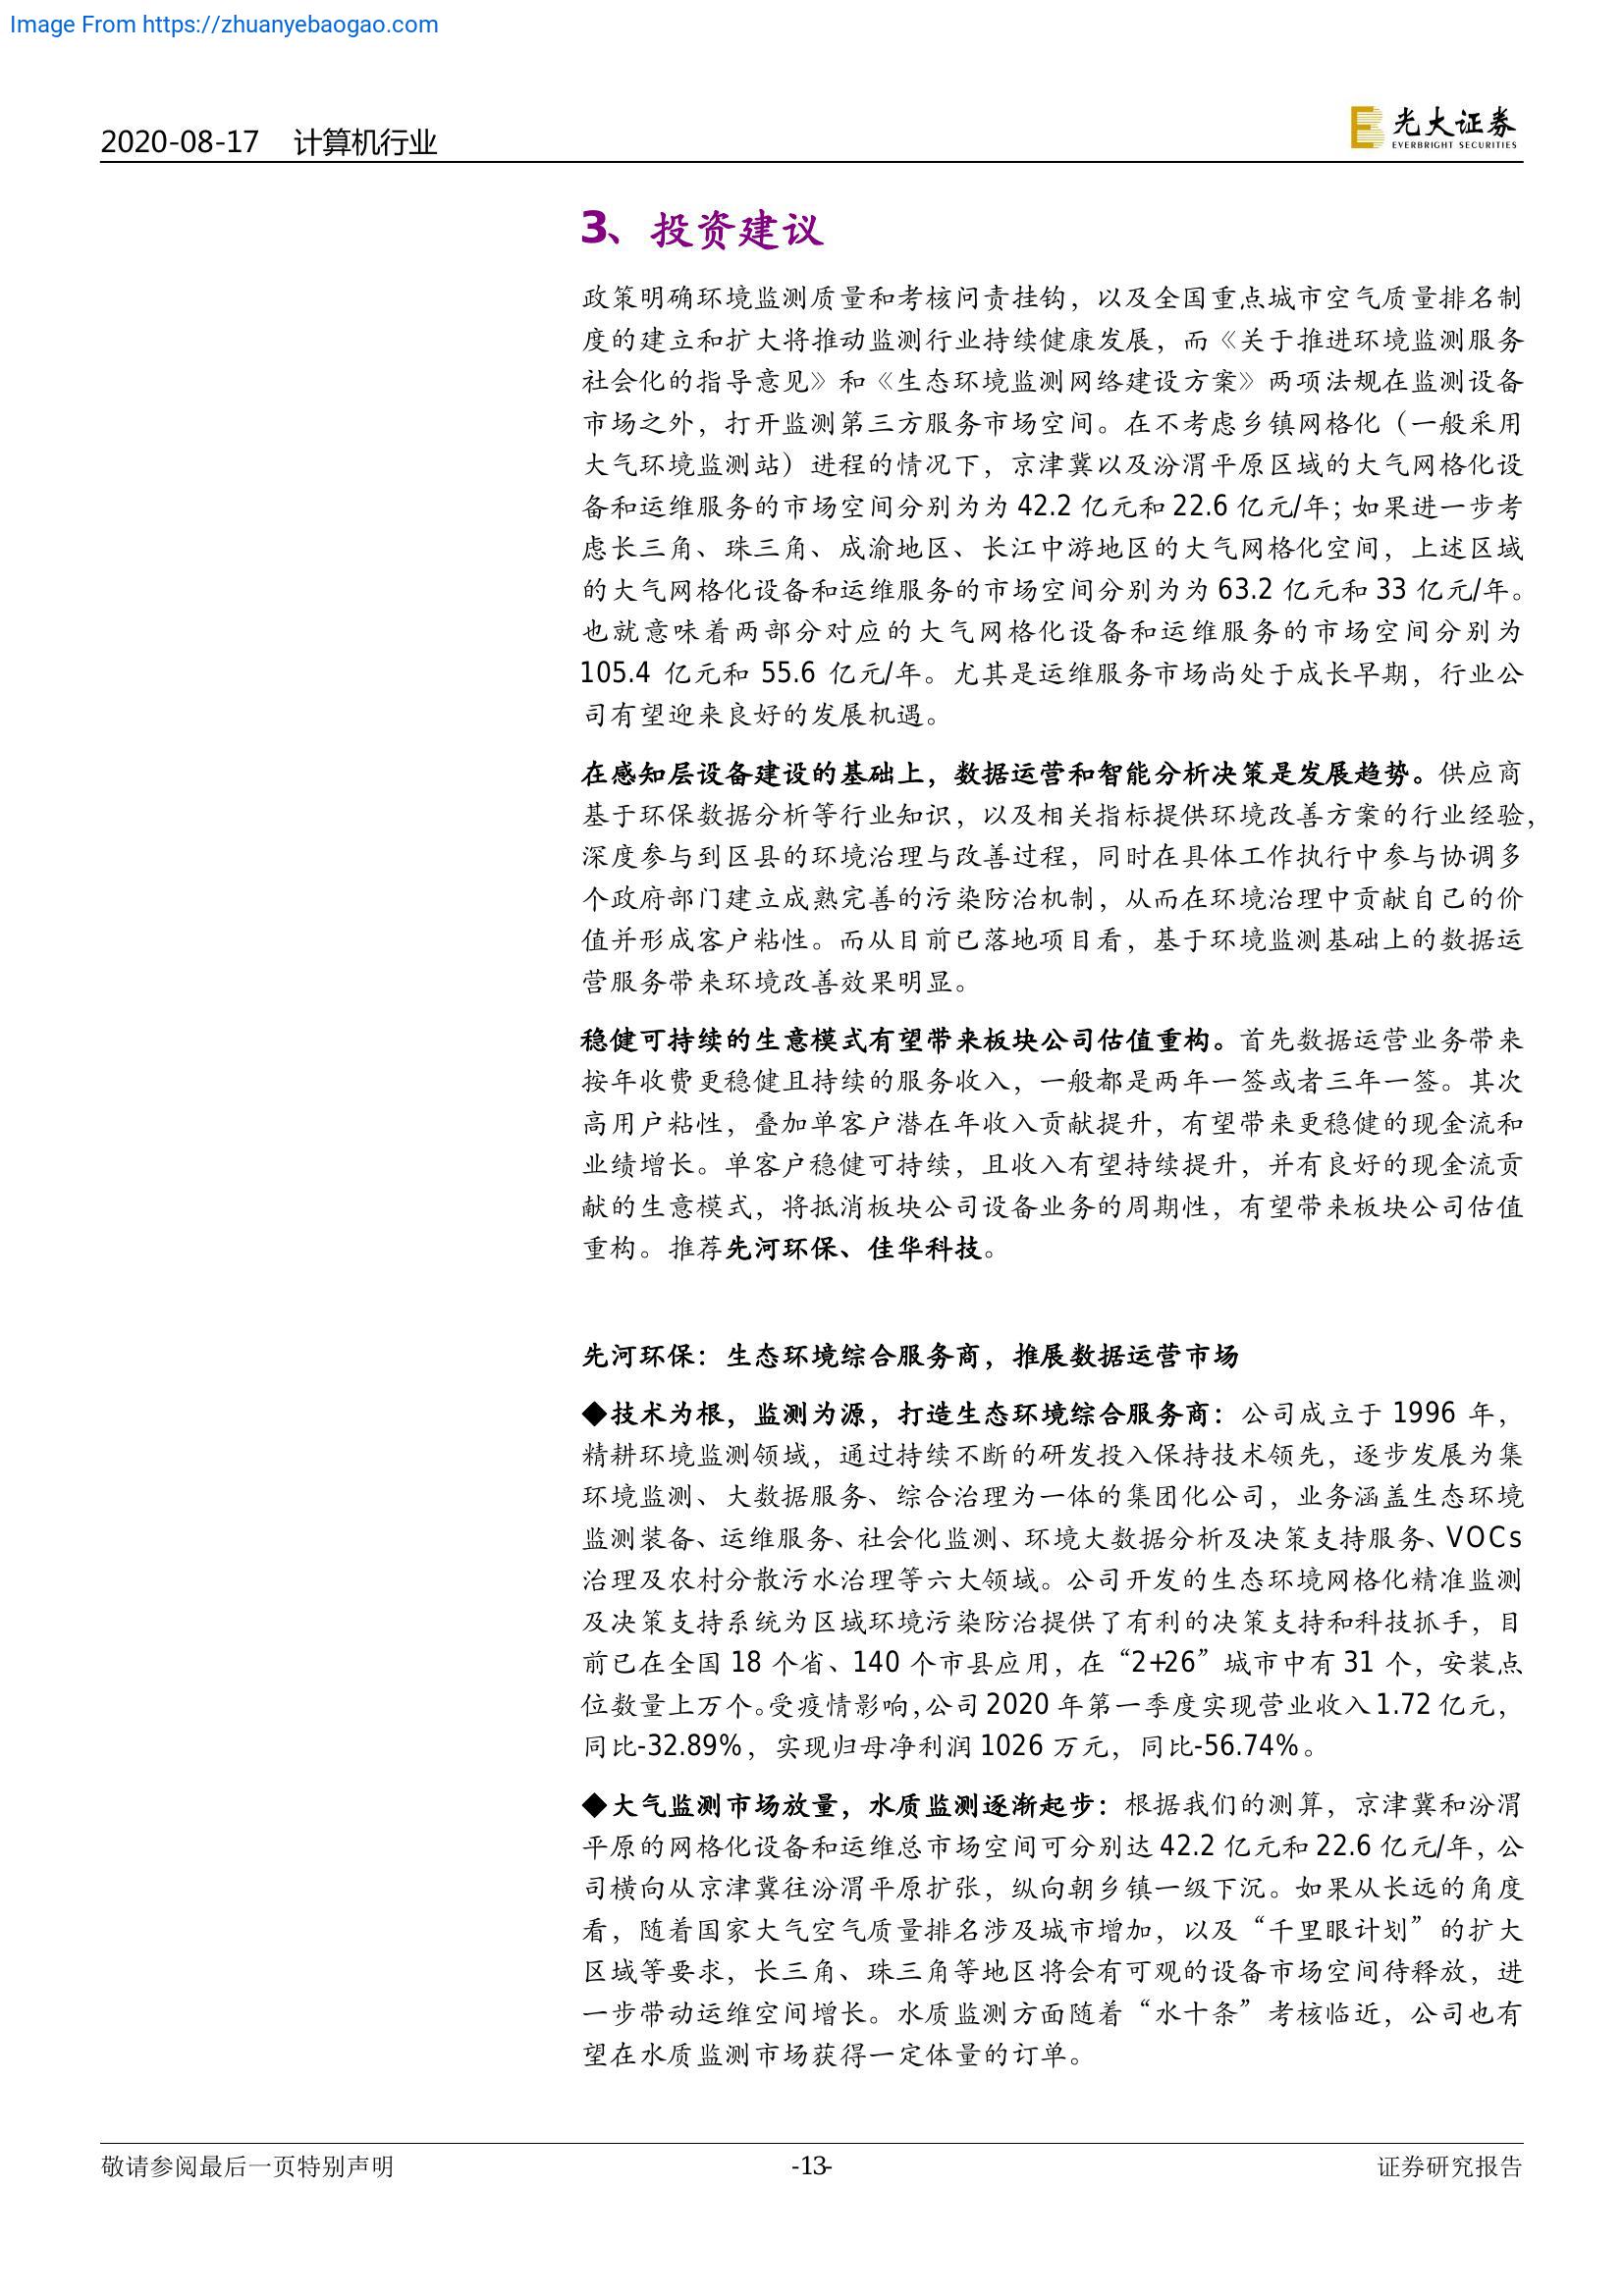 Image From https://zhuanyebaogao.com
2020-08-17 计算机行业
光大证券
EVERBRIGHT SECURITIES
3、投资建议
政策明确环境监测质量和考核问责挂钩，以及全国重点城市空气质量排名制
度的建立和扩大将推动监测行业持续健康发展，而《关于推进环境监测服务
社会化的指导意见》和《生态环境监测网络建设方案》两项法规在监测设备
市场之外，打开监测第三方服务市场空间。在不考虑乡镇网格化（一般采用
大气环境监测站）进程的情况下，京津冀以及汾渭平原区域的大气网格化设
备和运维服务的市场空间分别为为 42.2 亿元和 22.6 亿元/年；如果进一步考
虑长三角、珠三角、成渝地区、长江中游地区的大气网格化空间，上述区域
的大气网格化设备和运维服务的市场空间分别为为 63.2 亿元和 33 亿元/年。
也就意味着两部分对应的大气网格化设备和运维服务的市场空间分别为
105.4 亿元和 55.6 亿元/年。尤其是运维服务市场尚处于成长早期，行业公
司有望迎来良好的发展机遇。
在感知层设备建设的基础上，数据运营和智能分析决策是发展趋势。供应商
基于环保数据分析等行业知识，以及相关指标提供环境改善方案的行业经验，
深度参与到区县的环境治理与改善过程，同时在具体工作执行中参与协调多
个政府部门建立成熟完善的污染防治机制，从而在环境治理中贡献自己的价
值并形成客户粘性。而从目前已落地项目看，基于环境监测基础上的数据运
营服务带来环境改善效果明显。
稳健可持续的生意模式有望带来板块公司估值重构。首先数据运营业务带来
按年收费更稳健且持续的服务收入，一般都是两年一签或者三年一签。其次
高用户粘性，叠加单客户潜在年收入贡献提升，有望带来更稳健的现金流和
业绩增长。单客户稳健可持续，且收入有望持续提升，并有良好的现金流贡
献的生意模式，将抵消板块公司设备业务的周期性，有望带来板块公司估值
重构。推荐先河环保、佳华科技。
先河环保：生态环境综合服务商，推展数据运营市场
◆技术为根，监测为源，打造生态环境综合服务商：公司成立于 1996 年，
精耕环境监测领域，通过持续不断的研发投入保持技术领先，逐步发展为集
环境监测、大数据服务、综合治理为一体的集团化公司，业务涵盖生态环境
监测装备、运维服务、社会化监测、环境大数据分析及决策支持服务、VOCs
治理及农村分散污水治理等六大领域。公司开发的生态环境网格化精准监测
及决策支持系统为区域环境污染防治提供了有利的决策支持和科技抓手，目
前已在全国 18 个省、140 个市县应用，在“2+26”城市中有 31 个，安装点
位数量上万个。受疫情影响，公司 2020 年第一季度实现营业收入 1.72 亿元，
同比-32.89%，实现归母净利润 1026 万元，同比-56.74%。
◆大气监测市场放量，水质监测逐渐起步：根据我们的测算，京津冀和汾渭
平原的网格化设备和运维总市场空间可分别达 42.2 亿元和 22.6 亿元/年，公
司横向从京津冀往汾渭平原扩张，纵向朝乡镇一级下沉。如果从长远的角度
看，随着国家大气空气质量排名涉及城市增加，以及“千里眼计划”的扩大
区域等要求，长三角、珠三角等地区将会有可观的设备市场空间待释放，进
一步带动运维空间增长。水质监测方面随着“水十条”考核临近，公司也有
望在水质监测市场获得一定体量的订单。
敬请参阅最后一页特别声明
-13-
证券研究报告